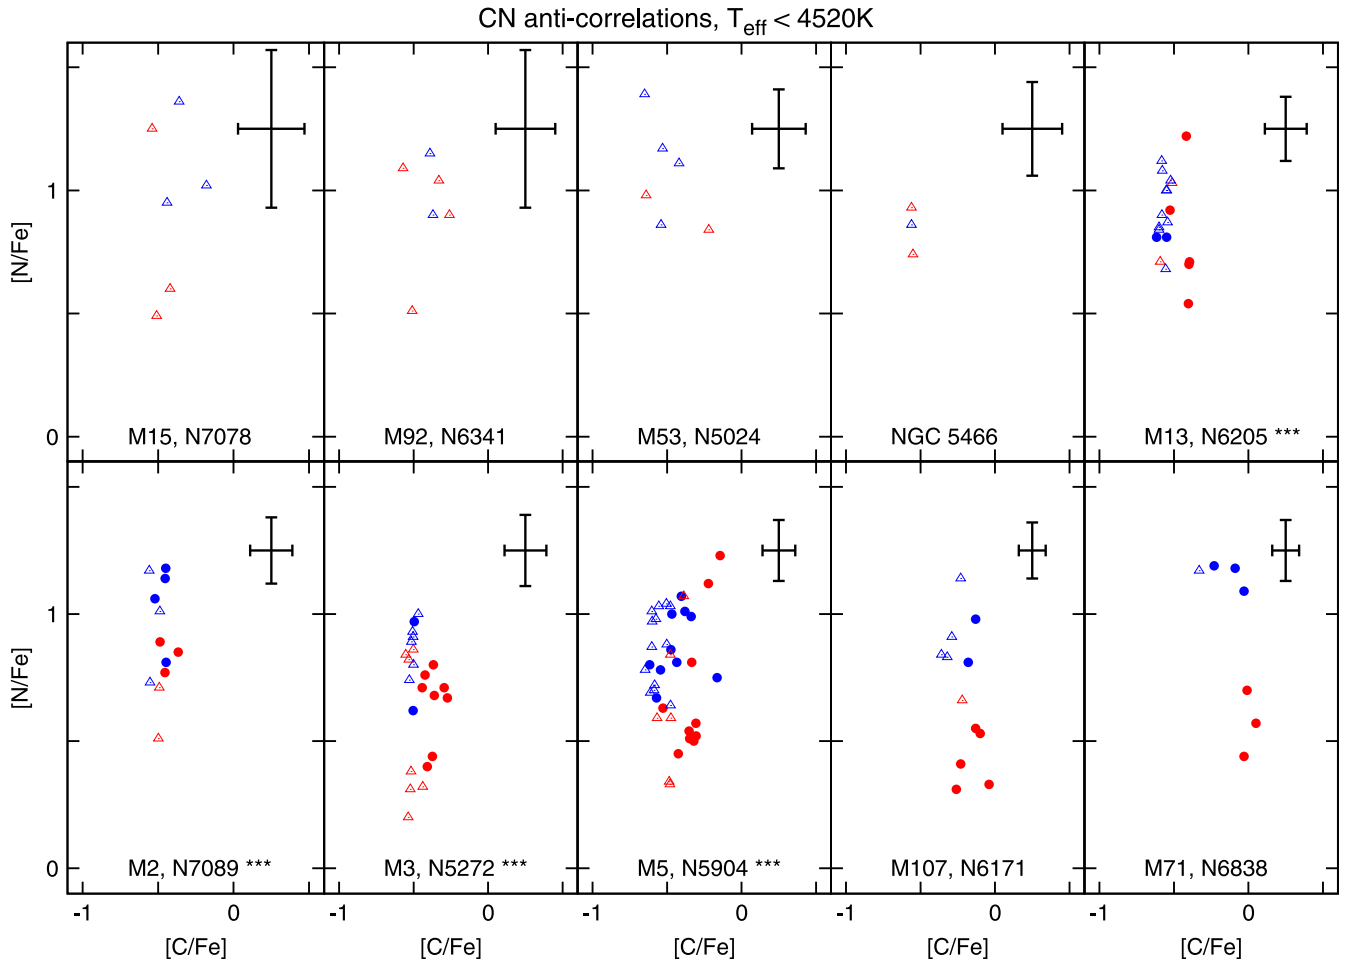 CN anti-correlations, T_eff < 4520K
[N/Fe]
1
0
M15, N7078
M92, N6341
M53, N5024
NGC 5466
M13, N6205 ***
[N/Fe]
1
0
M2, N7089 ***
M3, N5272 ***
M5, N5904 ***
M107, N6171
M71, N6838
-1 0 -1 0 -1 0 -1 0 -1 0
[C/Fe] [C/Fe] [C/Fe] [C/Fe] [C/Fe]